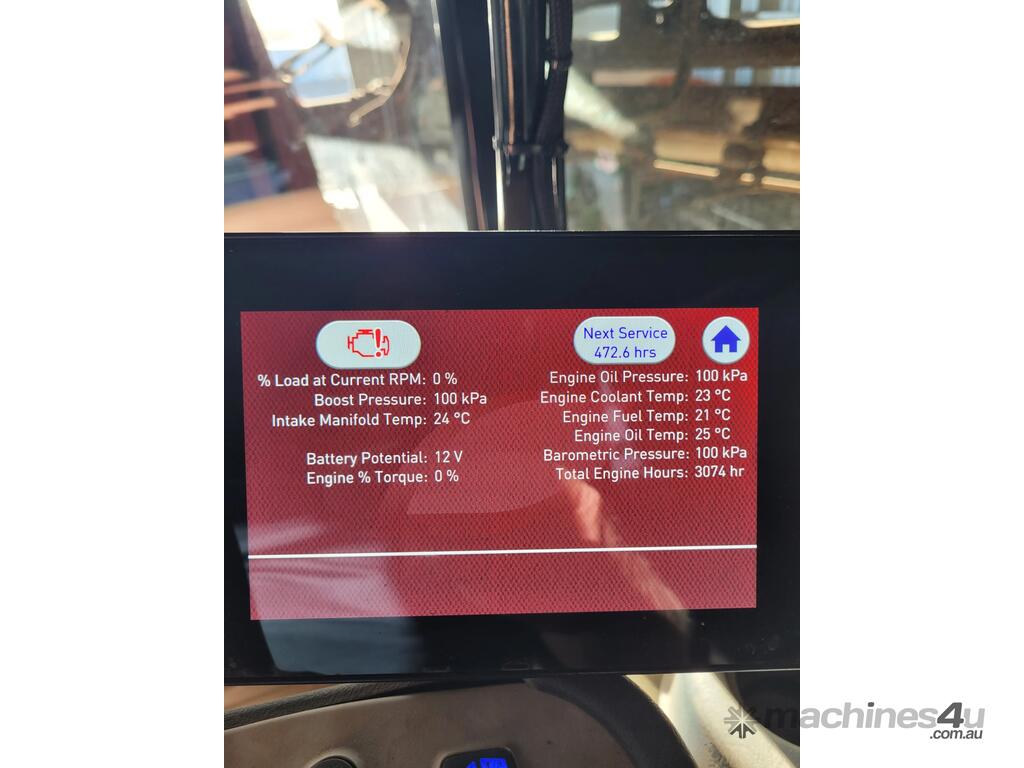 Next Service
472.6 hrs
% Load at Current RPM: 0 %
Boost Pressure: 100 kPa
Intake Manifold Temp: 24 °C
Battery Potential: 12 V
Engine % Torque: 0 %
Engine Oil Pressure: 100 kPa
Engine Coolant Temp: 23 °C
Engine Fuel Temp: 21 °C
Engine Oil Temp: 25 °C
Barometric Pressure: 100 kPa
Total Engine Hours: 3074 hr
machines4u
.com.au